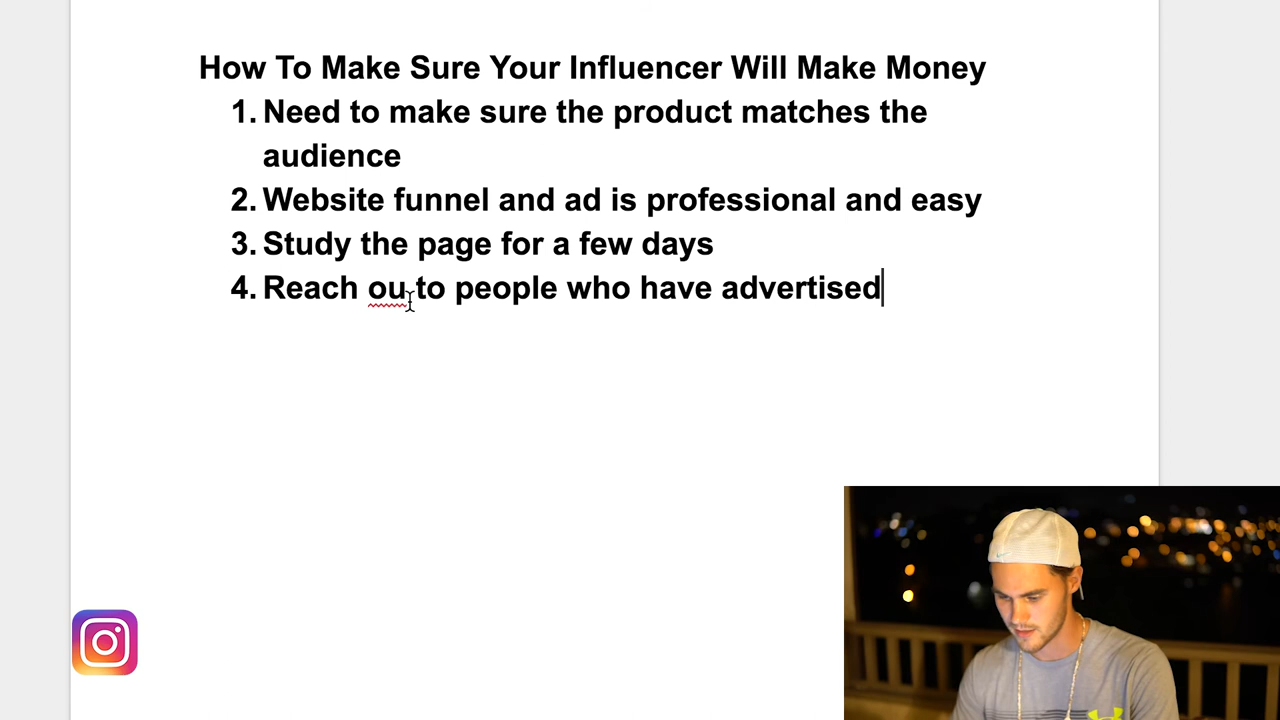 How To Make Sure Your Influencer Will Make Money
1. Need to make sure the product matches the
audience
2. Website funnel and ad is professional and easy
3. Study the page for a few days
4. Reach ou to people who have advertised